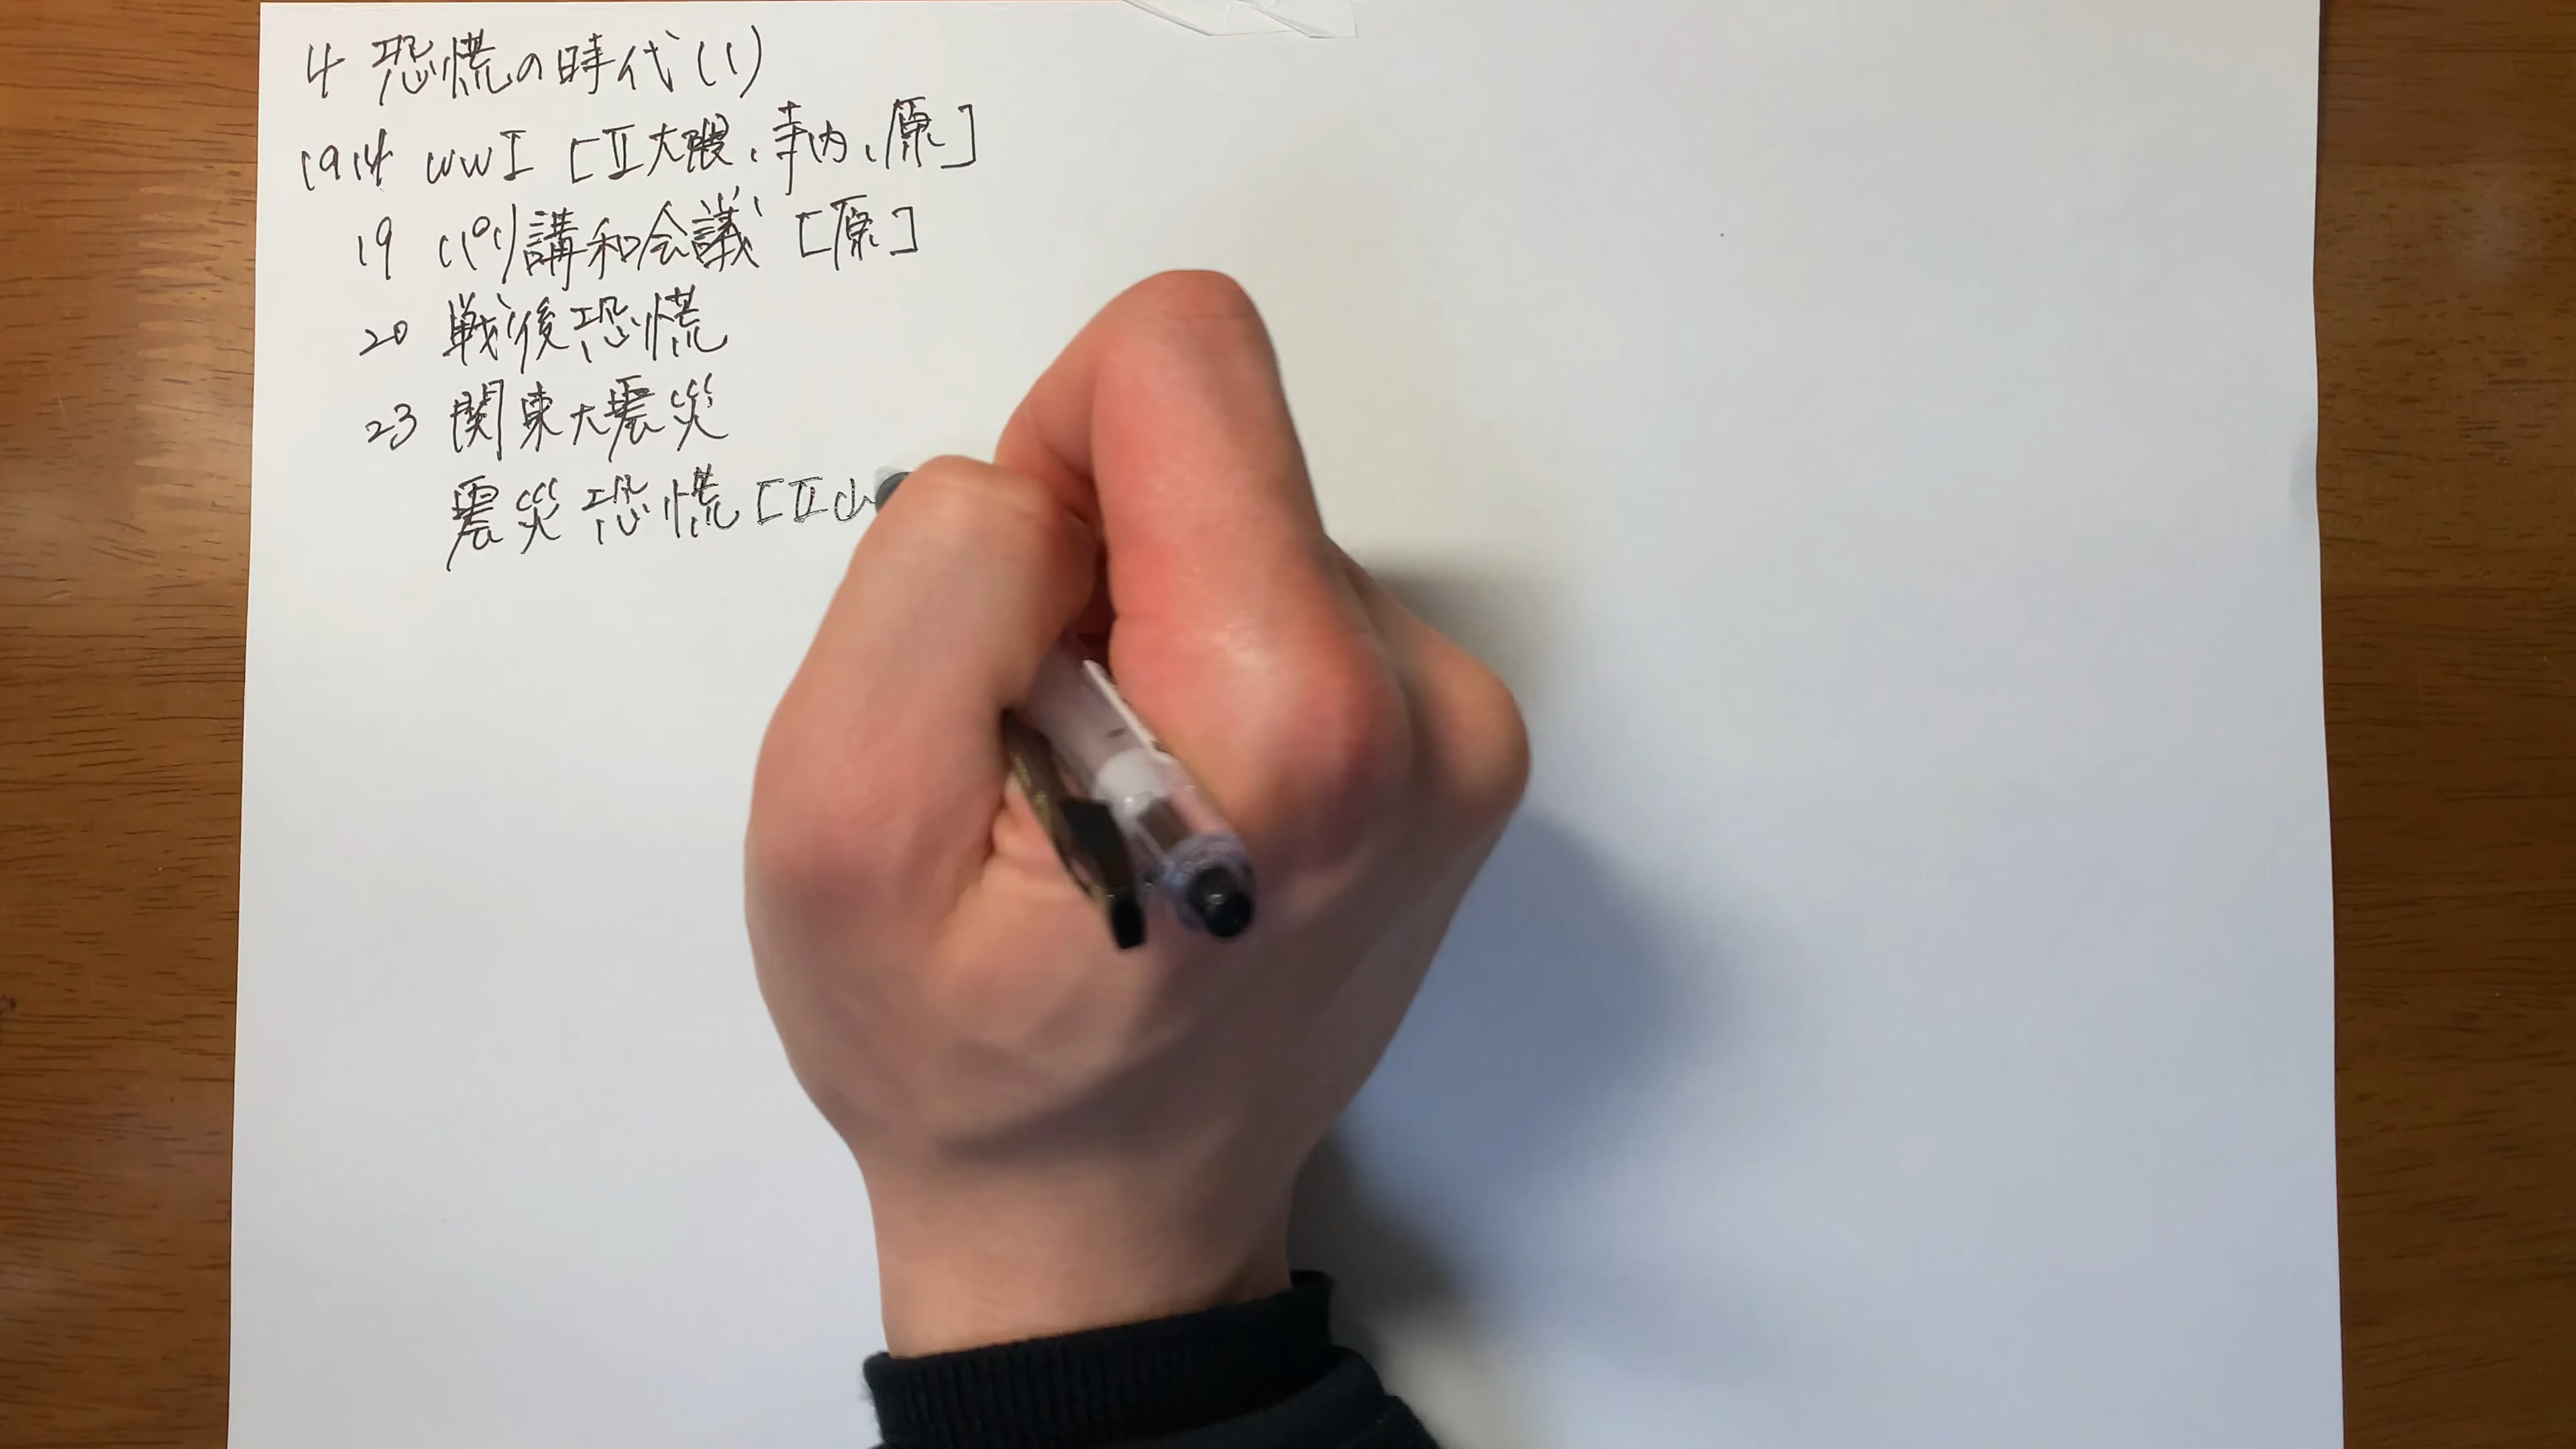 4 恐慌の時代(1)
1914 WWI [Ⅱ大隈、寺内、原]
19 パリ講和会議 [原]
20 戦後恐慌
23 関東大震災
震災恐慌 [Ⅱ山